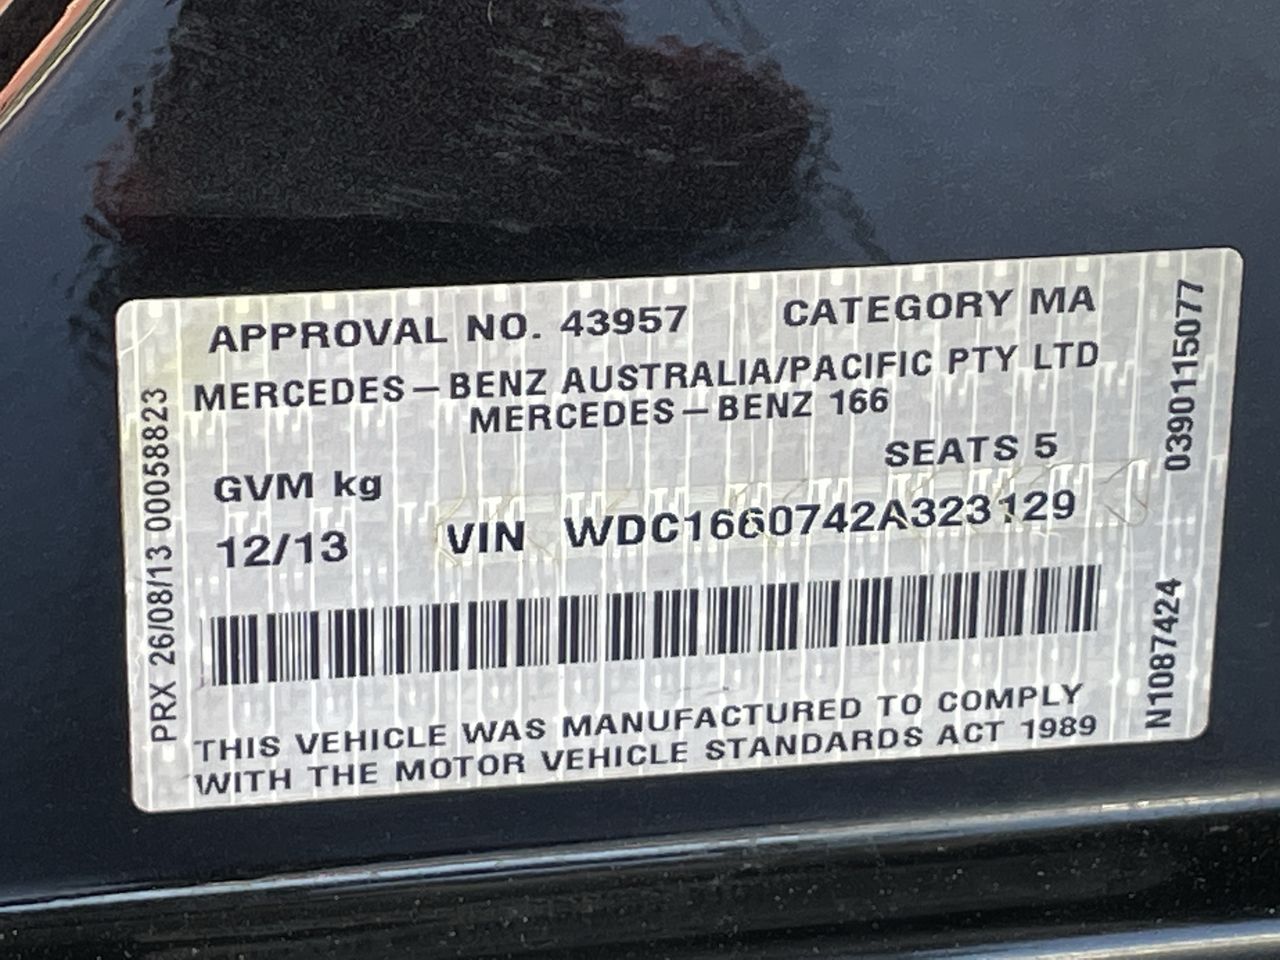 APPROVAL NO. 43957 CATEGORY MA
MERCEDES-BENZ AUSTRALIA/PACIFIC PTY LTD
MERCEDES-BENZ 166
SEATS 5
GVM kg
12/13 VIN WDC1660742A323129
THIS VEHICLE WAS MANUFACTURED TO COMPLY
WITH THE MOTOR VEHICLE STANDARDS ACT 1989
PRX 26/08/13 00058823
0390115077
N1087424